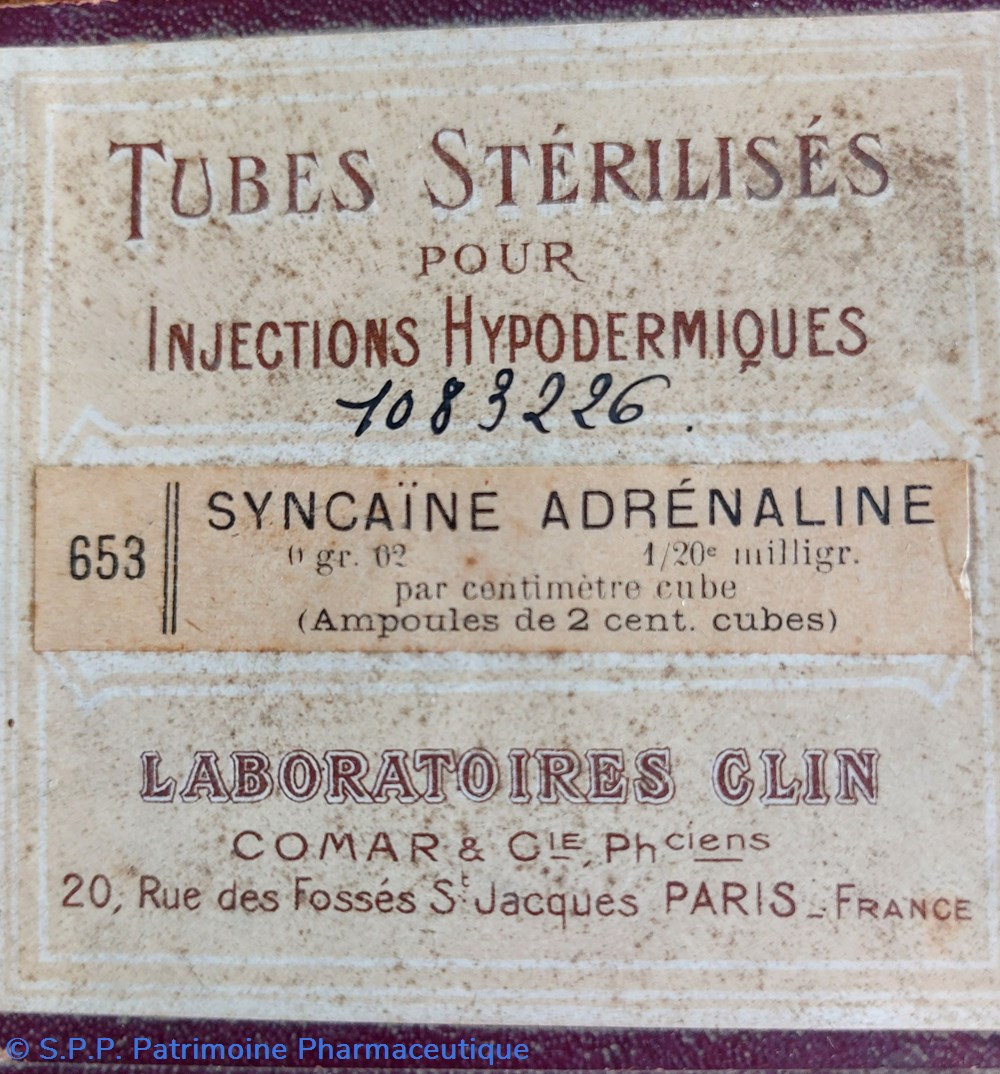 TUBES STÉRILISÉS
POUR
INJECTIONS HYPODERMIQUES
1083226.
653 SYNCAÏNE ADRÉNALINE
0 gr. 02 1/20e milligr.
par centimètre cube
(Ampoules de 2 cent. cubes)
LABORATOIRES CLIN
COMAR & CIE, Phciens
20, Rue des Fossés St Jacques PARIS - FRANCE
© S.P.P. Patrimoine Pharmaceutique